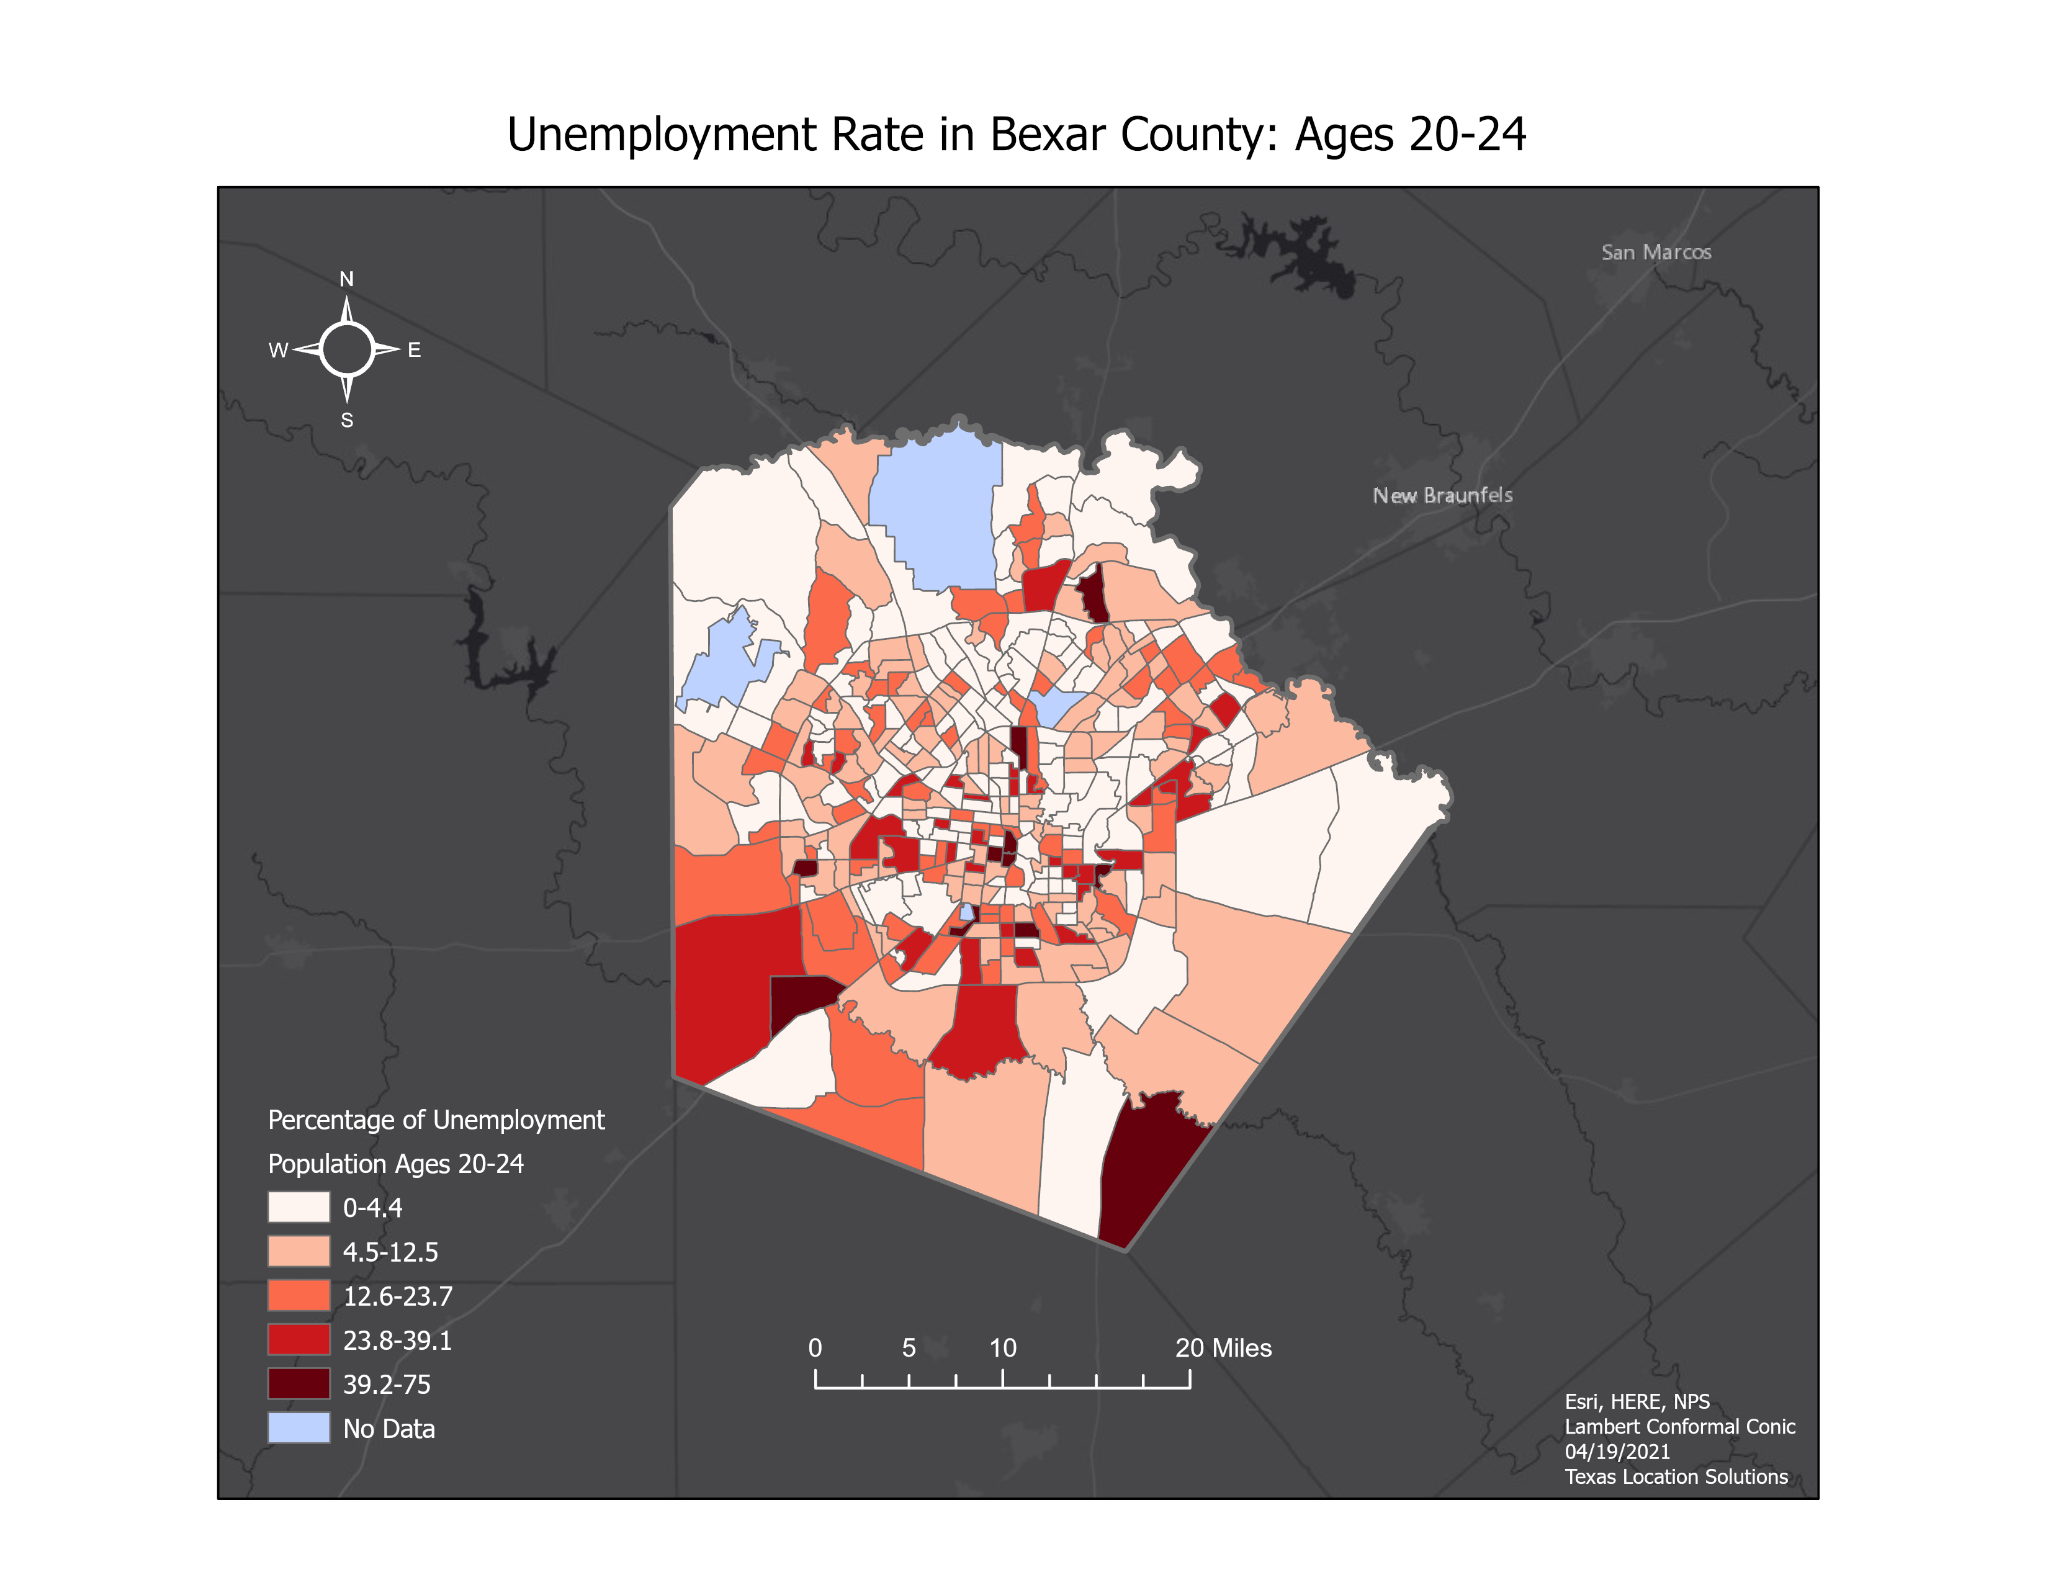 Unemployment Rate in Bexar County: Ages 20-24
San Marcos
N
W
E
S
New Braunfels
Percentage of Unemployment
Population Ages 20-24
0-4.4
4.5-12.5
12.6-23.7
23.8-39.1
39.2-75
No Data
0 5 10 20 Miles
Esri, HERE, NPS
Lambert Conformal Conic
04/19/2021
Texas Location Solutions